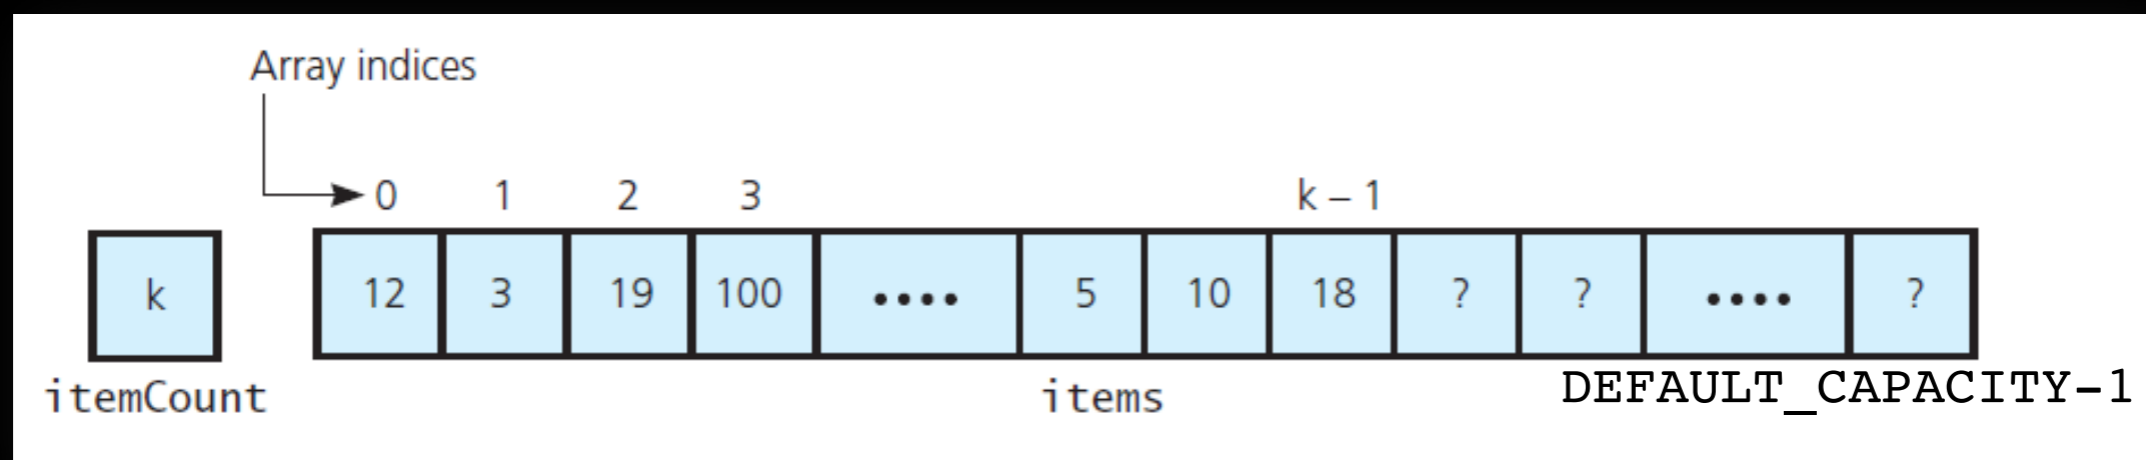 Array indices
0 1 2 3 k – 1
k 12 3 19 100 •••• 5 10 18 ? ? •••• ?
itemCount items DEFAULT_CAPACITY-1